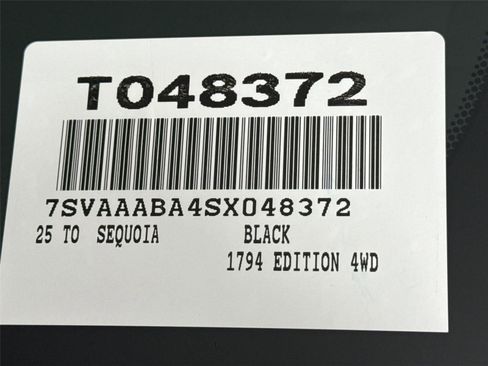 T048372
7SVAAABA4SX048372
25 TO SEQUOIA BLACK
1794 EDITION 4WD